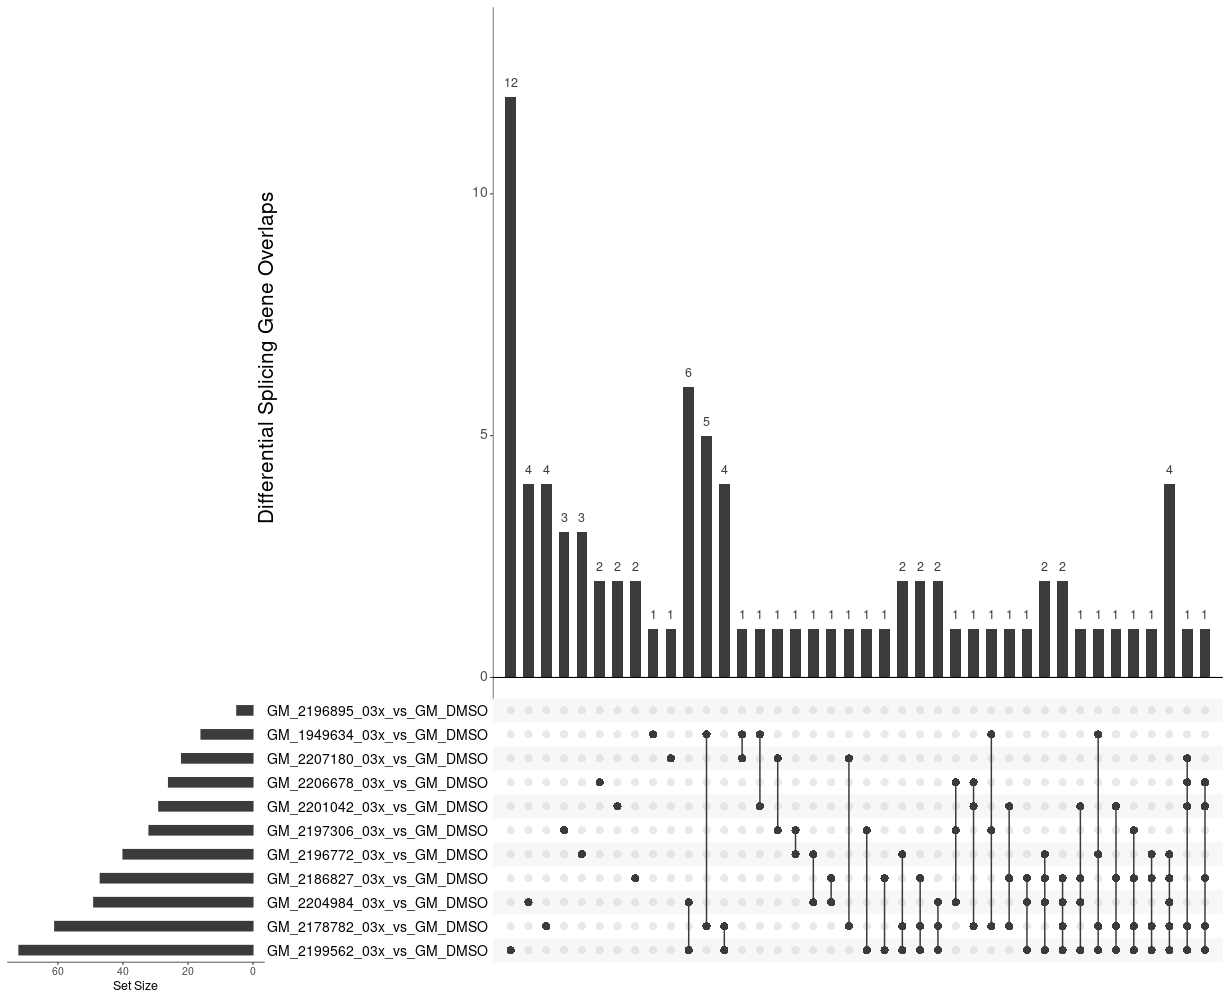 12
10
6
5
5
4 4
4
4
3 3
2 2 2
2 2 2
2 2
1 1
1 1 1 1 1 1 1 1 1
1 1 1 1 1
1 1 1 1 1
1 1
0
Differential Splicing Gene Overlaps
GM_2196895_03x_vs_GM_DMSO
GM_1949634_03x_vs_GM_DMSO
GM_2207180_03x_vs_GM_DMSO
GM_2206678_03x_vs_GM_DMSO
GM_2201042_03x_vs_GM_DMSO
GM_2197306_03x_vs_GM_DMSO
GM_2196772_03x_vs_GM_DMSO
GM_2186827_03x_vs_GM_DMSO
GM_2204984_03x_vs_GM_DMSO
GM_2178782_03x_vs_GM_DMSO
GM_2199562_03x_vs_GM_DMSO
60 40 20 0
Set Size